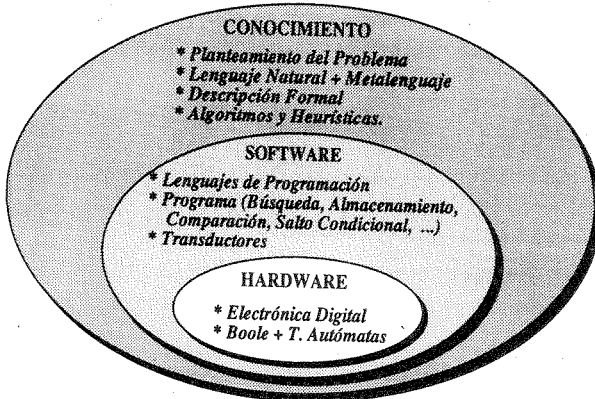 CONOCIMIENTO
* Planteamiento del Problema
* Lenguaje Natural + Metalenguaje
* Descripción Formal
* Algoritmos y Heurísticas.
SOFTWARE
* Lenguajes de Programación
* Programa (Búsqueda, Almacenamiento,
Comparación, Salto Condicional, ...)
* Transductores
HARDWARE
* Electrónica Digital
* Boole + T. Autómatas